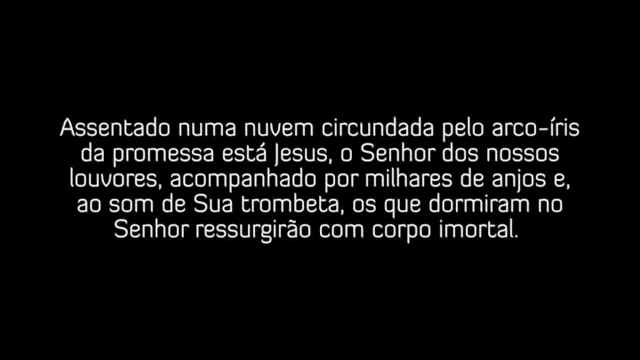 Assentado numa nuvem circundada pelo arco-íris
da promessa está Jesus, o Senhor dos nossos
louvores, acompanhado por milhares de anjos e,
ao som de Sua trombeta, os que dormiram no
Senhor ressurgirão com corpo imortal.